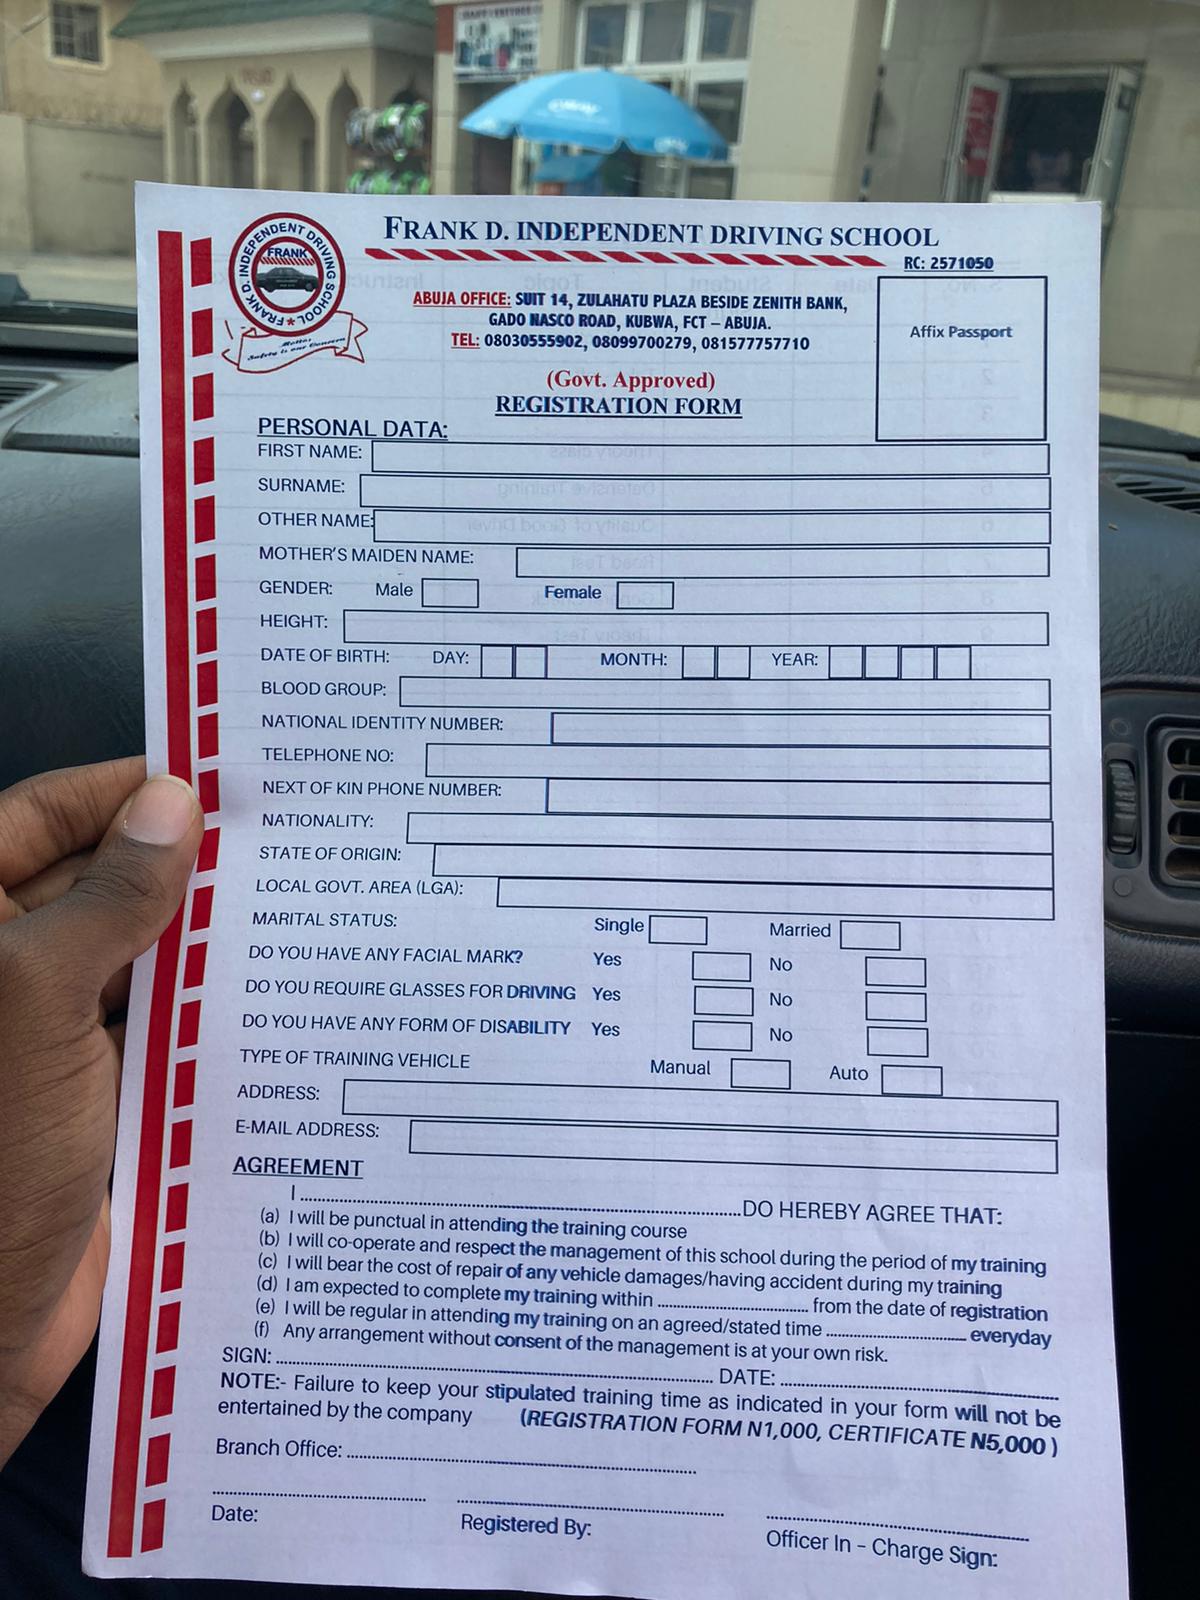 FRANK D. INDEPENDENT DRIVING SCHOOL
RC: 2571050
FRANK D. INDEPENDENT DRIVING SCHOOL
FRANK
Motto:
Safety is our Concern
ABUJA OFFICE: SUIT 14, ZULAHATU PLAZA BESIDE ZENITH BANK,
GADO NASCO ROAD, KUBWA, FCT – ABUJA.
TEL: 08030555902, 08099700279, 081577757710
Affix Passport
(Govt. Approved)
REGISTRATION FORM
PERSONAL DATA:
FIRST NAME:
SURNAME:
OTHER NAME:
MOTHER'S MAIDEN NAME:
GENDER: Male Female
HEIGHT:
DATE OF BIRTH: DAY: MONTH: YEAR:
BLOOD GROUP:
NATIONAL IDENTITY NUMBER:
TELEPHONE NO:
NEXT OF KIN PHONE NUMBER:
NATIONALITY:
STATE OF ORIGIN:
LOCAL GOVT. AREA (LGA):
MARITAL STATUS: Single Married
DO YOU HAVE ANY FACIAL MARK? Yes No
DO YOU REQUIRE GLASSES FOR DRIVING Yes No
DO YOU HAVE ANY FORM OF DISABILITY Yes No
TYPE OF TRAINING VEHICLE Manual Auto
ADDRESS:
E-MAIL ADDRESS:
AGREEMENT
I ........................ DO HEREBY AGREE THAT:
(a) I will be punctual in attending the training course
(b) I will co-operate and respect the management of this school during the period of my training
(c) I will bear the cost of repair of any vehicle damages/having accident during my training
(d) I am expected to complete my training within ........................ from the date of registration
(e) I will be regular in attending my training on an agreed/stated time ........................ everyday
(f) Any arrangement without consent of the management is at your own risk.
SIGN: ........................ DATE: ........................
NOTE:- Failure to keep your stipulated training time as indicated in your form will not be
entertained by the company (REGISTRATION FORM N1,000, CERTIFICATE N5,000 )
Branch Office: ........................
Date: Registered By: Officer In – Charge Sign: